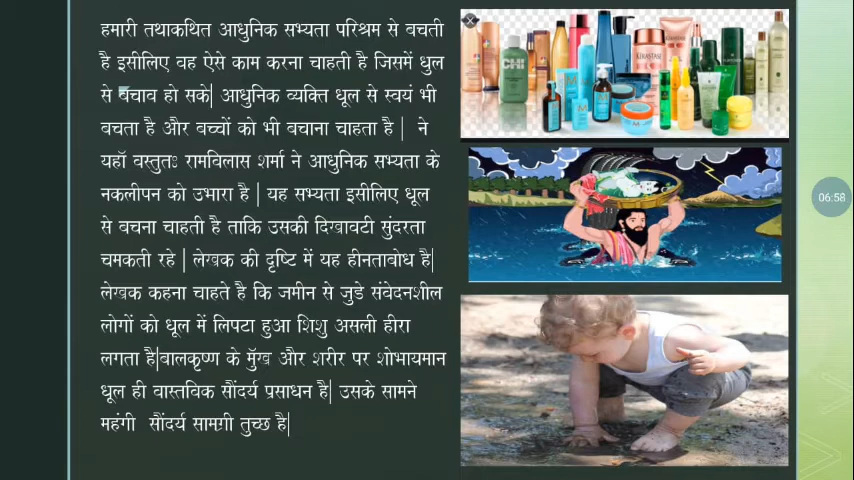 हमारी तथाकथित आधुनिक सभ्यता परिश्रम से बचती
है इसीलिए वह ऐसे काम करना चाहती है जिसमें धुल
से बचाव हो सके| आधुनिक व्यक्ति धूल से स्वयं भी
बचता है और बच्चों को भी बचाना चाहता है | ने
यहाँ वस्तुतः रामविलास शर्मा ने आधुनिक सभ्यता के
नकलीपन को उभारा है | यह सभ्यता इसीलिए धूल
से बचना चाहती है ताकि उसकी दिखावटी सुंदरता
चमकती रहे | लेखक की दृष्टि में यह हीनताबोध है|
लेखक कहना चाहते है कि जमीन से जुडे संवेदनशील
लोगों को धूल में लिपटा हुआ शिशु असली हीरा
लगता है|बालकृष्ण के मुँख और शरीर पर शोभायमान
धूल ही वास्तविक सौंदर्य प्रसाधन है| उसके सामने
महंगी सौंदर्य सामग्री तुच्छ है|
CHI
KERASTASE
06:58